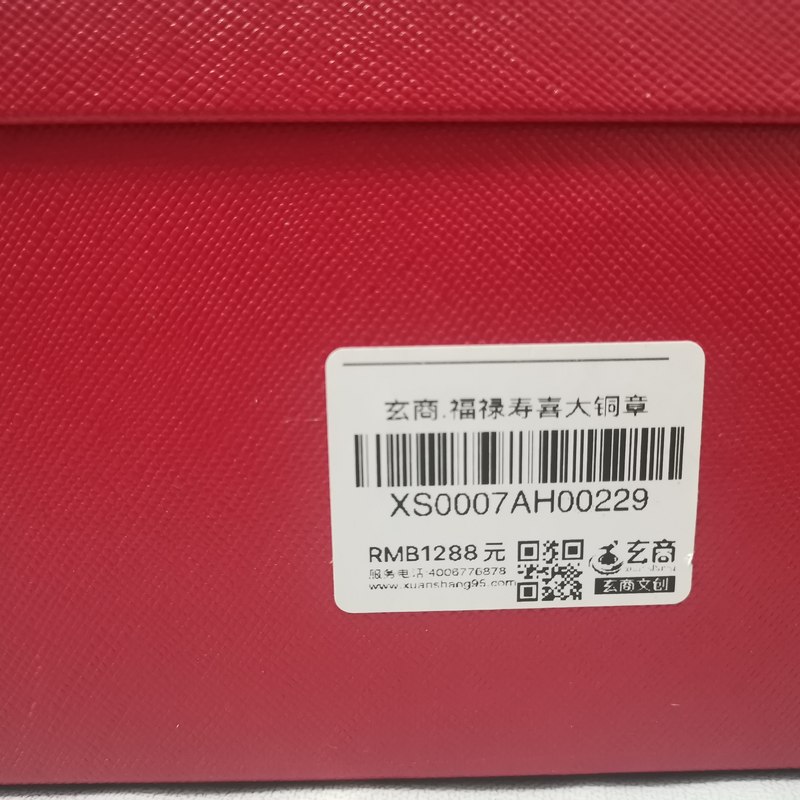 玄商.福禄寿喜大铜章
XS0007AH00229
RMB1288元
服务电话:4006776878
www.xuanshang99.com
玄商
玄商文创